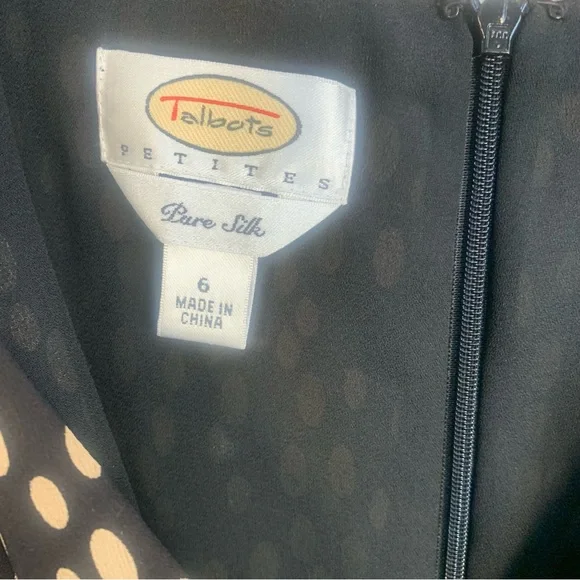 Talbots
PETITES
Pure Silk
6
MADE IN
CHINA